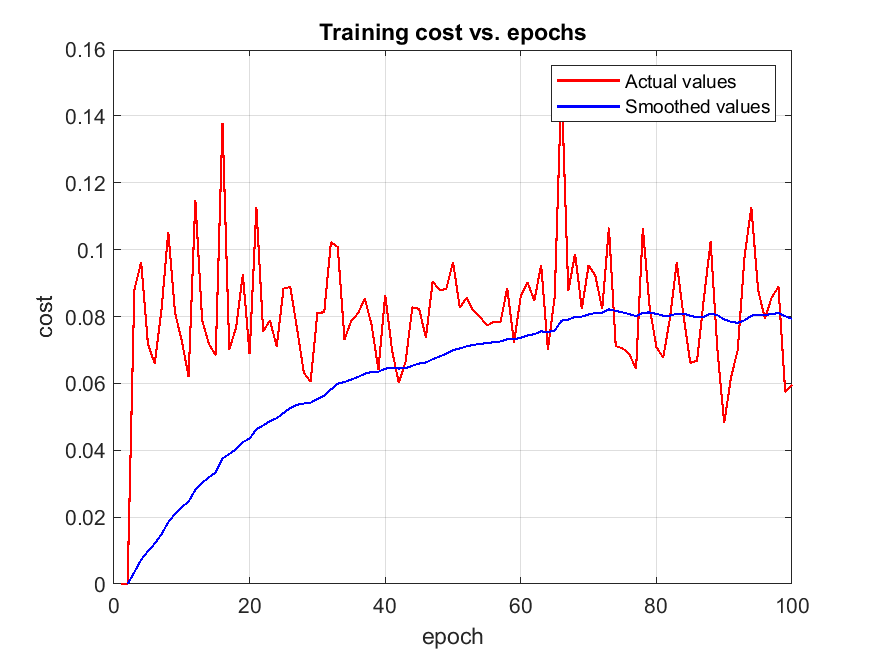 Training cost vs. epochs
0.16
0.14
0.12
0.1
0.08
0.06
0.04
0.02
0
cost
Actual values
Smoothed values
0 20 40 60 80 100
epoch